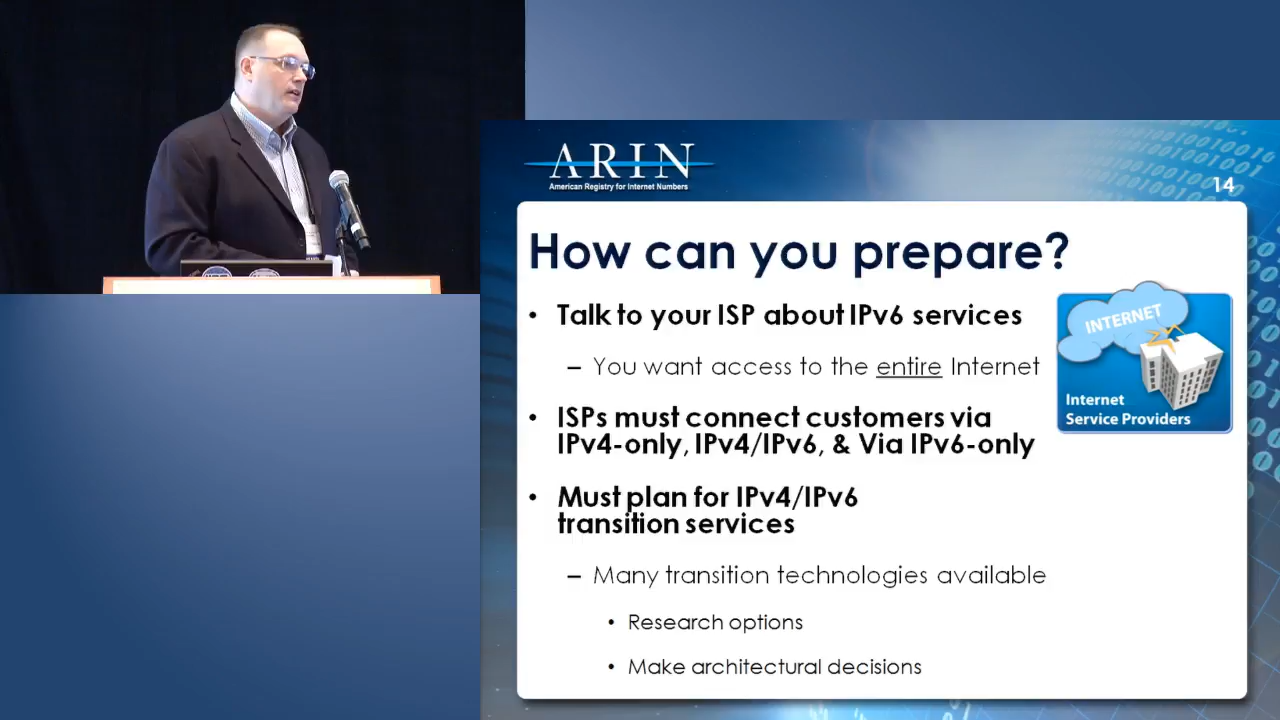 ARIN
American Registry for Internet Numbers
14
How can you prepare?
• Talk to your ISP about IPv6 services
– You want access to the entire Internet
INTERNET
Internet
Service Providers
• ISPs must connect customers via
IPv4-only, IPv4/IPv6, & Via IPv6-only
• Must plan for IPv4/IPv6
transition services
– Many transition technologies available
• Research options
• Make architectural decisions